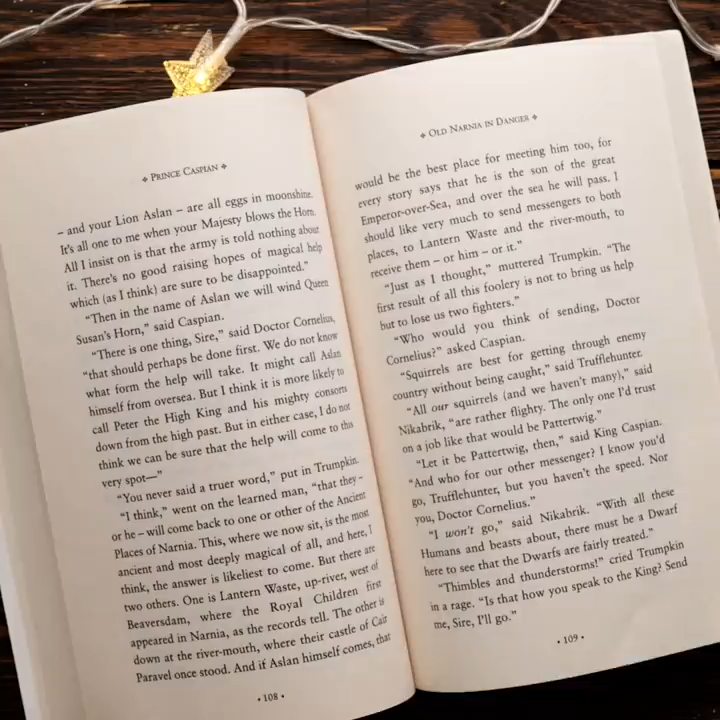 ❖ PRINCE CASPIAN ❖
– and your Lion Aslan – are all eggs in moonshine.
It's all one to me when your Majesty blows the Horn.
All I insist on is that the army is told nothing about
it. There's no good raising hopes of magical help
which (as I think) are sure to be disappointed.”
“Then in the name of Aslan we will wind Queen
Susan's Horn,” said Caspian.
“There is one thing, Sire,” said Doctor Cornelius,
“that should perhaps be done first. We do not know
what form the help will take. It might call Aslan
himself from oversea. But I think it is more likely to
call Peter the High King and his mighty consorts
down from the high past. But in either case, I do not
think we can be sure that the help will come to this
very spot—”
“You never said a truer word,” put in Trumpkin.
“I think,” went on the learned man, “that they –
or he – will come back to one or other of the Ancient
Places of Narnia. This, where we now sit, is the most
ancient and most deeply magical of all, and here, I
think, the answer is likeliest to come. But there are
two others. One is Lantern Waste, up-river, west of
Beaversdam, where the Royal Children first
appeared in Narnia, as the records tell. The other is
down at the river-mouth, where their castle of Cair
Paravel once stood. And if Aslan himself comes, that
• 108 •
❖ OLD NARNIA IN DANGER ❖
would be the best place for meeting him too, for
every story says that he is the son of the great
Emperor-over-Sea, and over the sea he will pass. I
should like very much to send messengers to both
places, to Lantern Waste and the river-mouth, to
receive them – or him – or it.”
“Just as I thought,” muttered Trumpkin. “The
first result of all this foolery is not to bring us help
but to lose us two fighters.”
“Who would you think of sending, Doctor
Cornelius?” asked Caspian.
“Squirrels are best for getting through enemy
country without being caught,” said Trufflehunter.
“All our squirrels (and we haven't many),” said
Nikabrik, “are rather flighty. The only one I'd trust
on a job like that would be Pattertwig.”
“Let it be Pattertwig, then,” said King Caspian.
“And who for our other messenger? I know you'd
go, Trufflehunter, but you haven't the speed. Nor
you, Doctor Cornelius.”
“I won't go,” said Nikabrik. “With all these
Humans and beasts about, there must be a Dwarf
here to see that the Dwarfs are fairly treated.”
“Thimbles and thunderstorms!” cried Trumpkin
in a rage. “Is that how you speak to the King? Send
me, Sire, I'll go.”
• 109 •